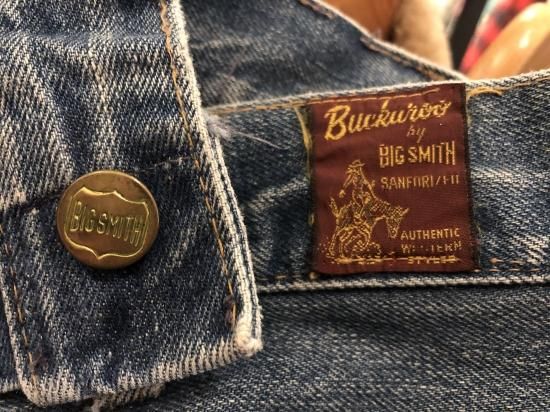 BIG SMITH
Buckaroo
by
BIG SMITH
SANFORIZED
AUTHENTIC
WESTERN
STYLES